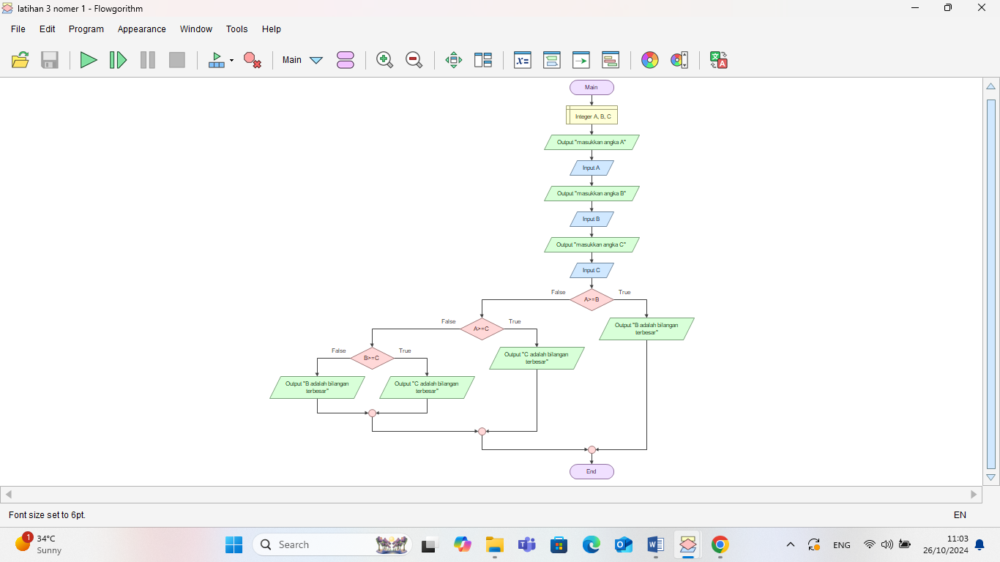 latihan 3 nomer 1 - Flowgorithm
File Edit Program Appearance Window Tools Help
Main
x=
A
Main
Integer A, B, C
Output "masukkan angka A"
Input A
Output "masukkan angka B"
Input B
Output "masukkan angka C"
Input C
False A>=B True
Output "B adalah bilangan
terbesar"
False A>=C True
Output "C adalah bilangan
terbesar"
False B>=C True
Output "B adalah bilangan
terbesar"
Output "C adalah bilangan
terbesar"
End
Font size set to 6pt.
EN
1
34°C
Sunny
Search
ENG
11:03
26/10/2024